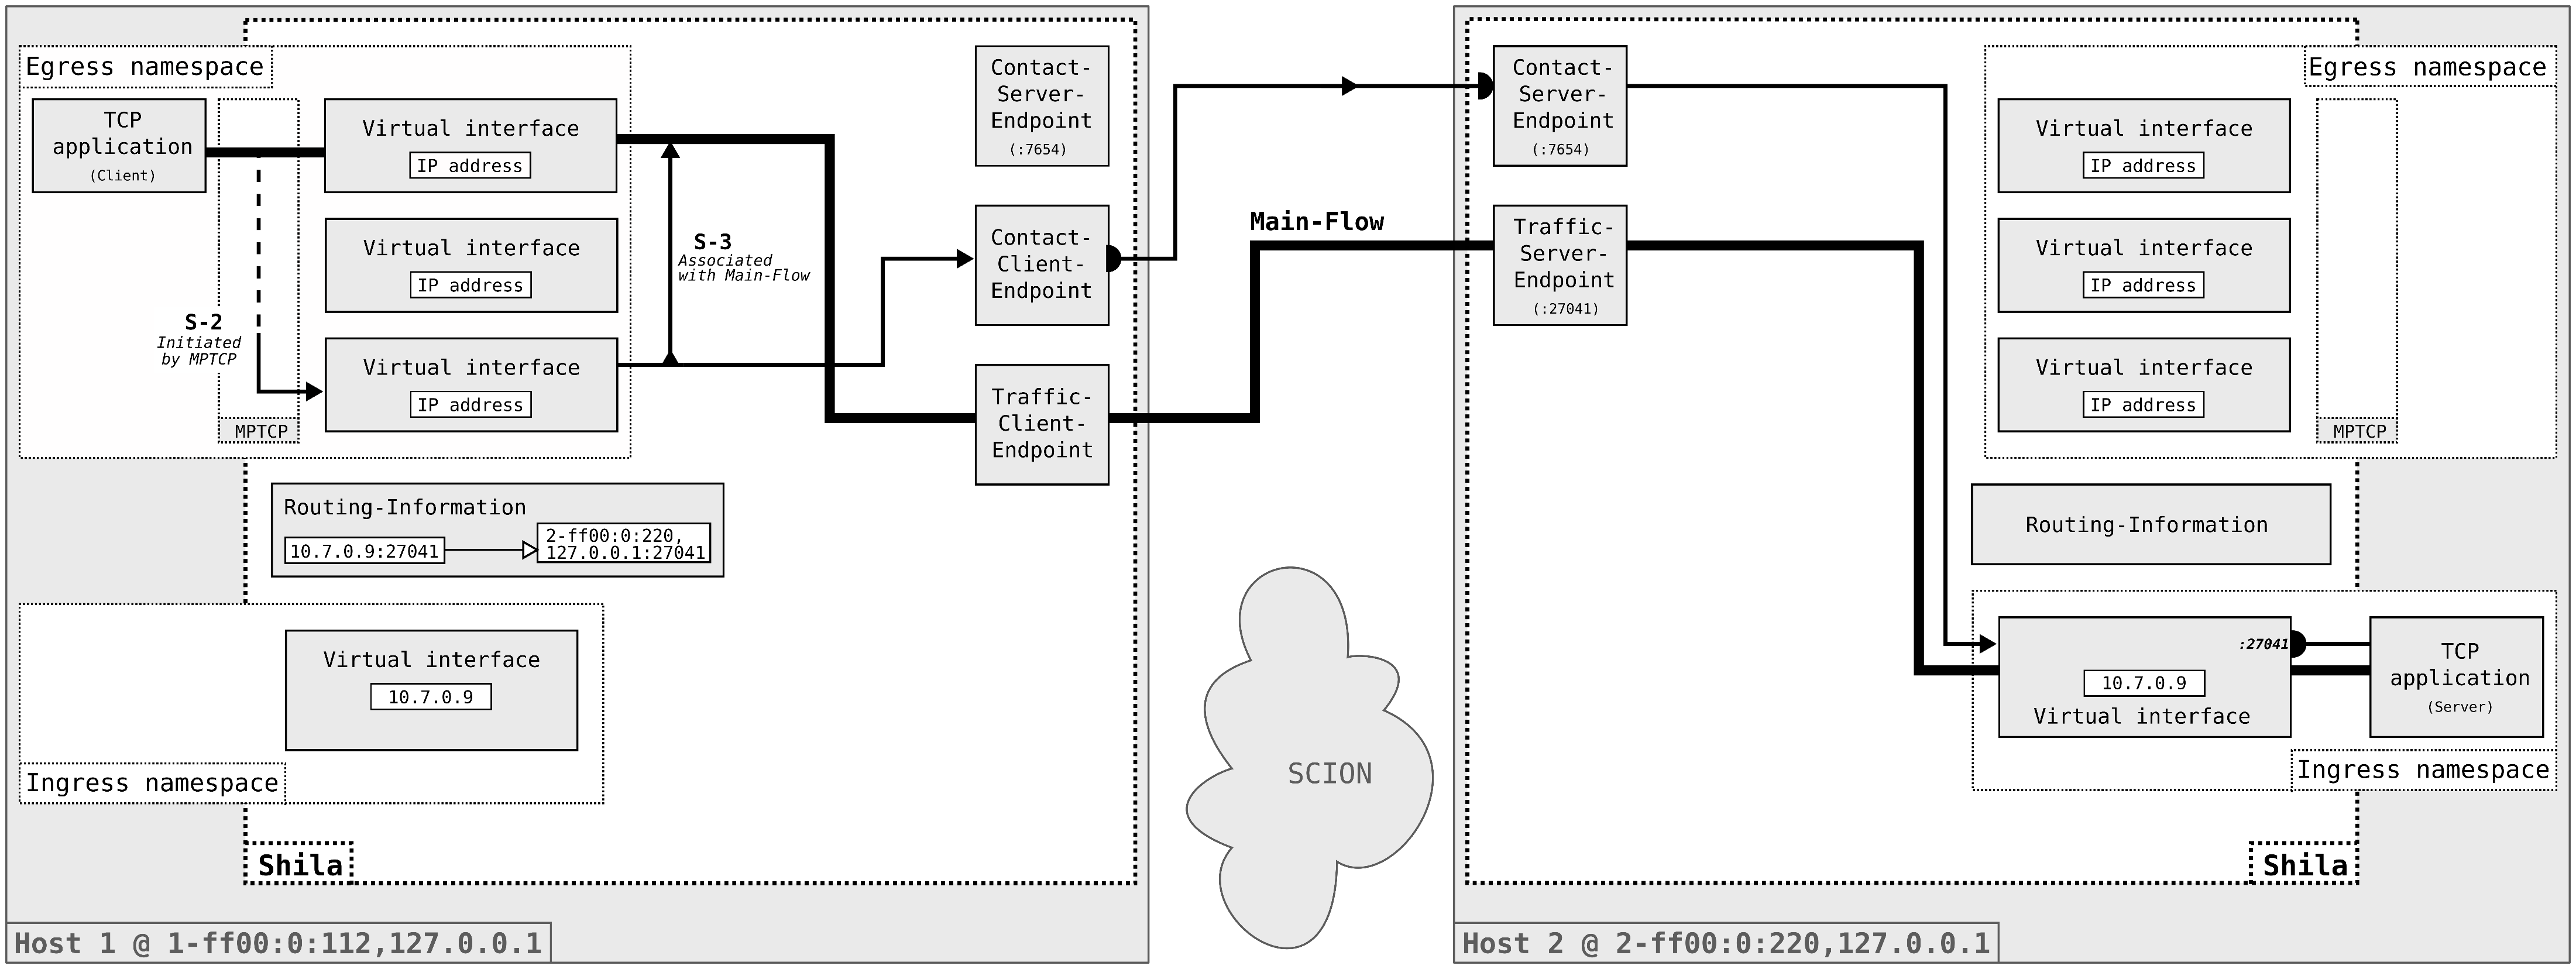 Egress namespace
TCP
application
(Client)
Virtual interface
IP address
Virtual interface
IP address
Virtual interface
IP address
S-2
Initiated
by MPTCP
MPTCP
S-3
Associated
with Main-Flow
Contact-
Server-
Endpoint
(:7654)
Contact-
Client-
Endpoint
Traffic-
Client-
Endpoint
Routing-Information
10.7.0.9:27041
2-ff00:0:220,
127.0.0.1:27041
Virtual interface
10.7.0.9
Ingress namespace
Shila
Host 1 @ 1-ff00:0:112,127.0.0.1
Main-Flow
SCION
Contact-
Server-
Endpoint
(:7654)
Traffic-
Server-
Endpoint
(:27041)
Egress namespace
Virtual interface
IP address
Virtual interface
IP address
Virtual interface
IP address
MPTCP
Routing-Information
:27041
10.7.0.9
Virtual interface
TCP
application
(Server)
Ingress namespace
Shila
Host 2 @ 2-ff00:0:220,127.0.0.1